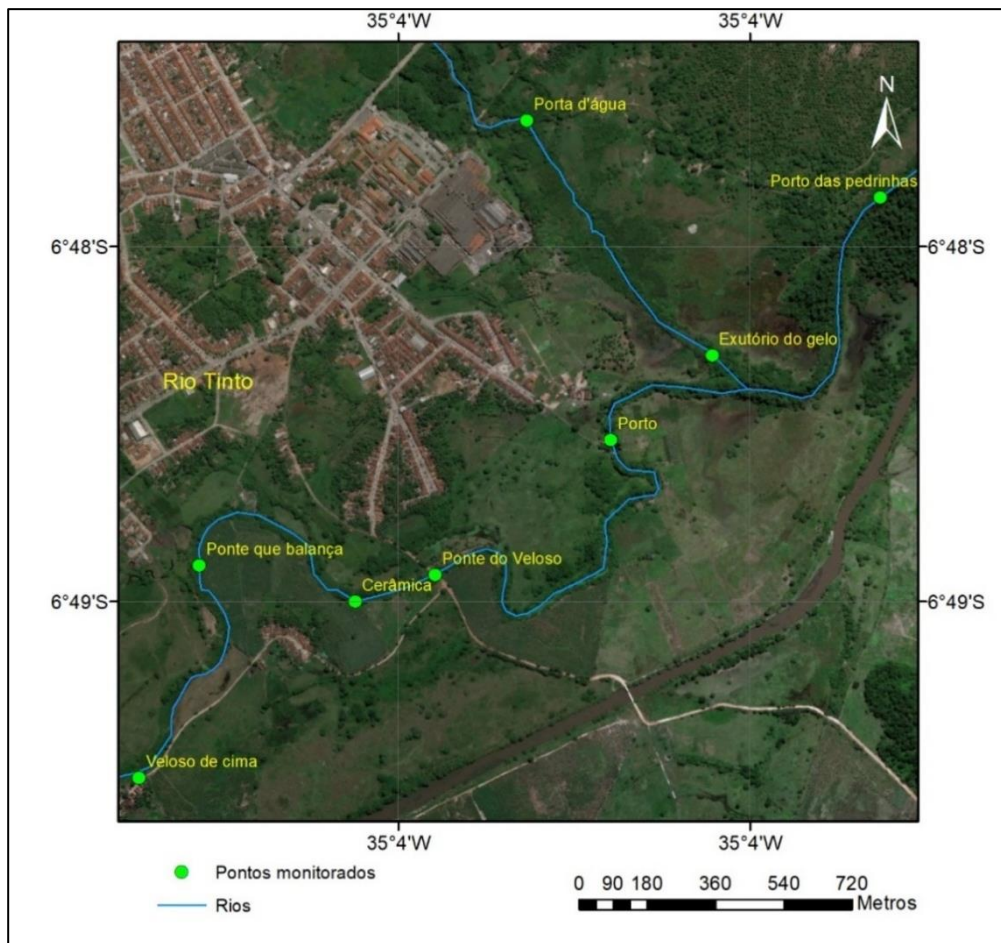 35°4'W 35°4'W
N
Porta d'água
Porto das pedrinhas
6°48'S 6°48'S
Exutório do gelo
Rio Tinto
Porto
Ponte que balança
Ponte do Veloso
Cerâmica
6°49'S 6°49'S
Veloso de cima
35°4'W 35°4'W
Pontos monitorados
Rios
0 90 180 360 540 720
Metros